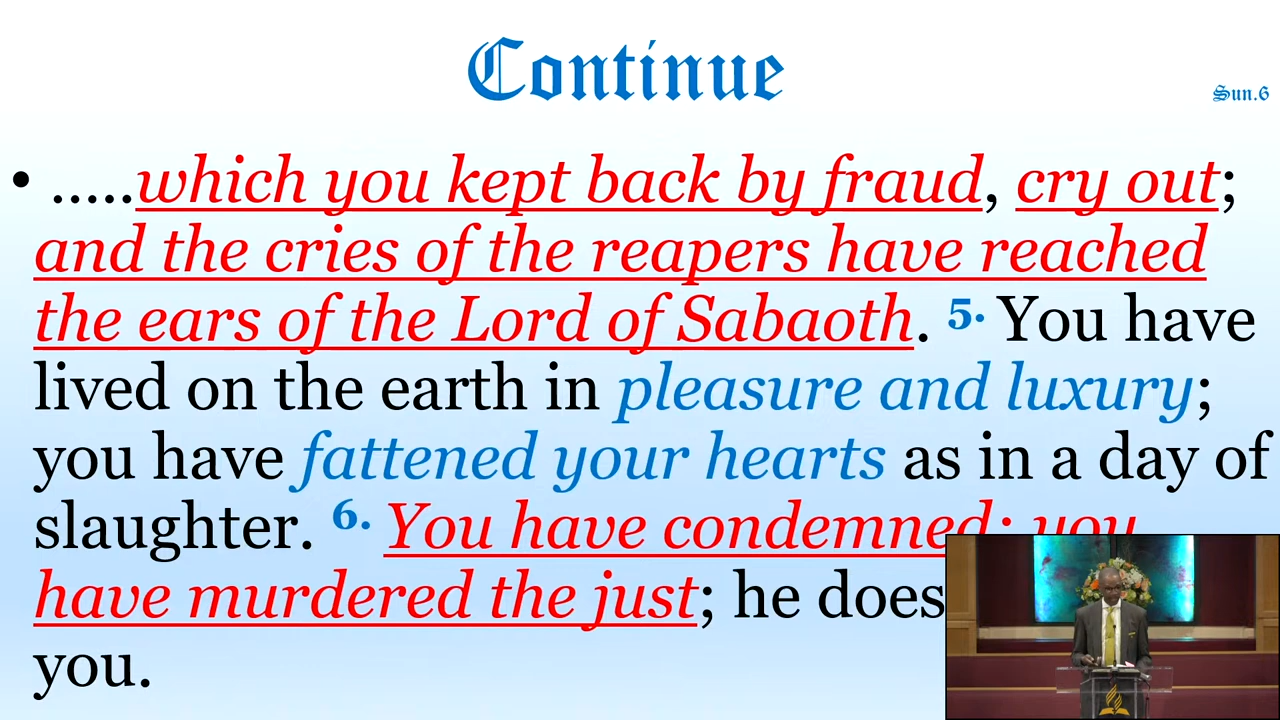 Continue
Sun.6
• .....which you kept back by fraud, cry out;
and the cries of the reapers have reached
the ears of the Lord of Sabaoth. 5. You have
lived on the earth in pleasure and luxury;
you have fattened your hearts as in a day of
slaughter. 6. You have condemned; you
have murdered the just; he does
you.